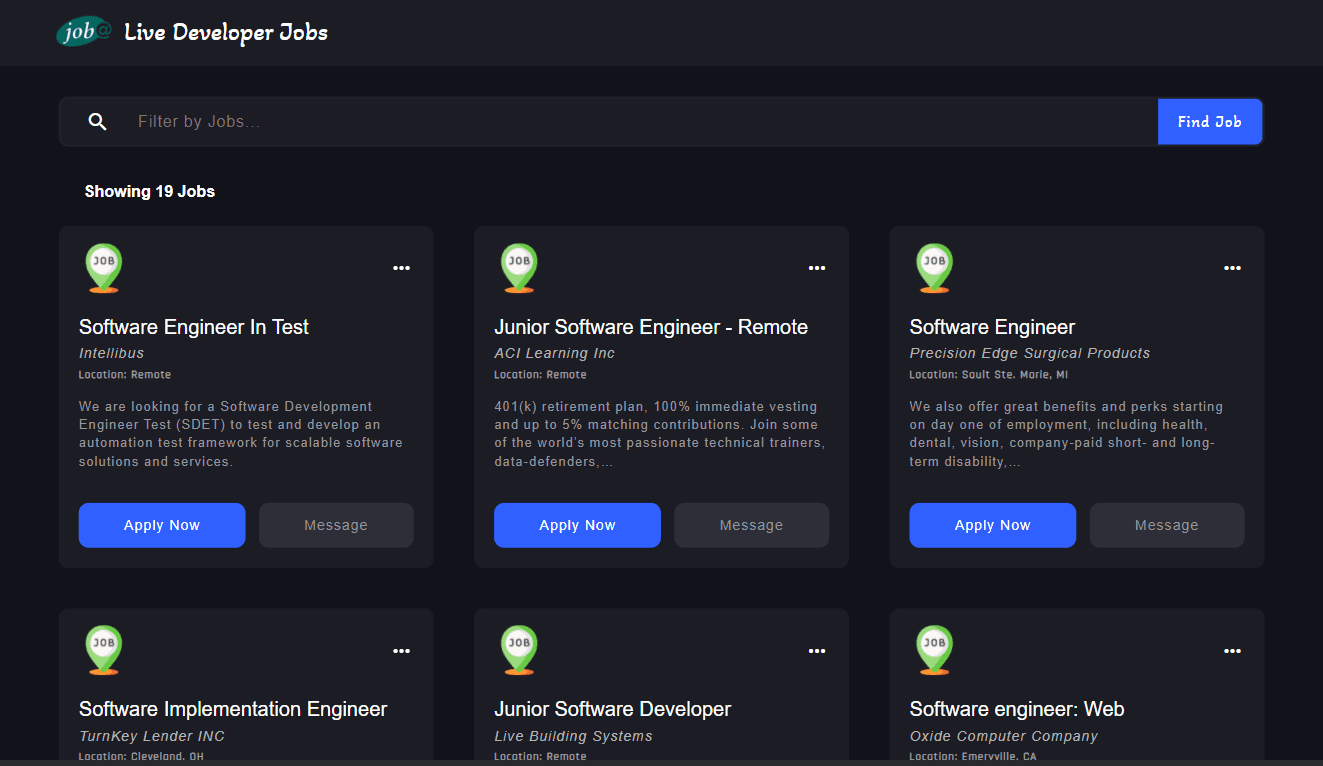 job@ Live Developer Jobs
Filter by Jobs...
Find Job
Showing 19 Jobs
JOB
Software Engineer In Test
Intellibus
Location: Remote
We are looking for a Software Development
Engineer Test (SDET) to test and develop an
automation test framework for scalable software
solutions and services.
Apply Now
Message
JOB
Junior Software Engineer - Remote
ACI Learning Inc
Location: Remote
401(k) retirement plan, 100% immediate vesting
and up to 5% matching contributions. Join some
of the world’s most passionate technical trainers,
data-defenders,...
Apply Now
Message
JOB
Software Engineer
Precision Edge Surgical Products
Location: Sault Ste. Marie, MI
We also offer great benefits and perks starting
on day one of employment, including health,
dental, vision, company-paid short- and long-
term disability,...
Apply Now
Message
JOB
Software Implementation Engineer
TurnKey Lender INC
Location: Cleveland, OH
JOB
Junior Software Developer
Live Building Systems
Location: Remote
JOB
Software engineer: Web
Oxide Computer Company
Location: Emeryville, CA